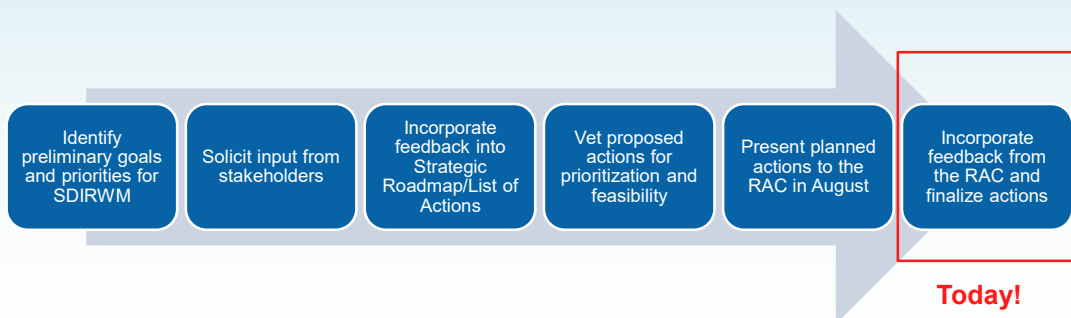 Identify
preliminary goals
and priorities for
SDIRWM
Solicit input from
stakeholders
Incorporate
feedback into
Strategic
Roadmap/List of
Actions
Vet proposed
actions for
prioritization and
feasibility
Present planned
actions to the
RAC in August
Incorporate
feedback from
the RAC and
finalize actions
Today!